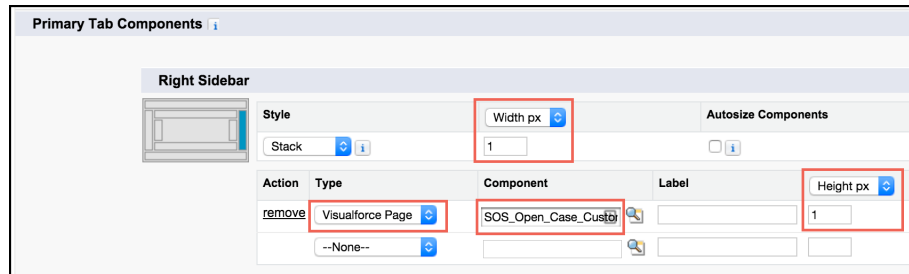 Primary Tab Components i
Right Sidebar
Style Width px Autosize Components
Stack i 1 i
Action Type Component Label Height px
remove Visualforce Page SOS_Open_Case_Custo 1
--None--